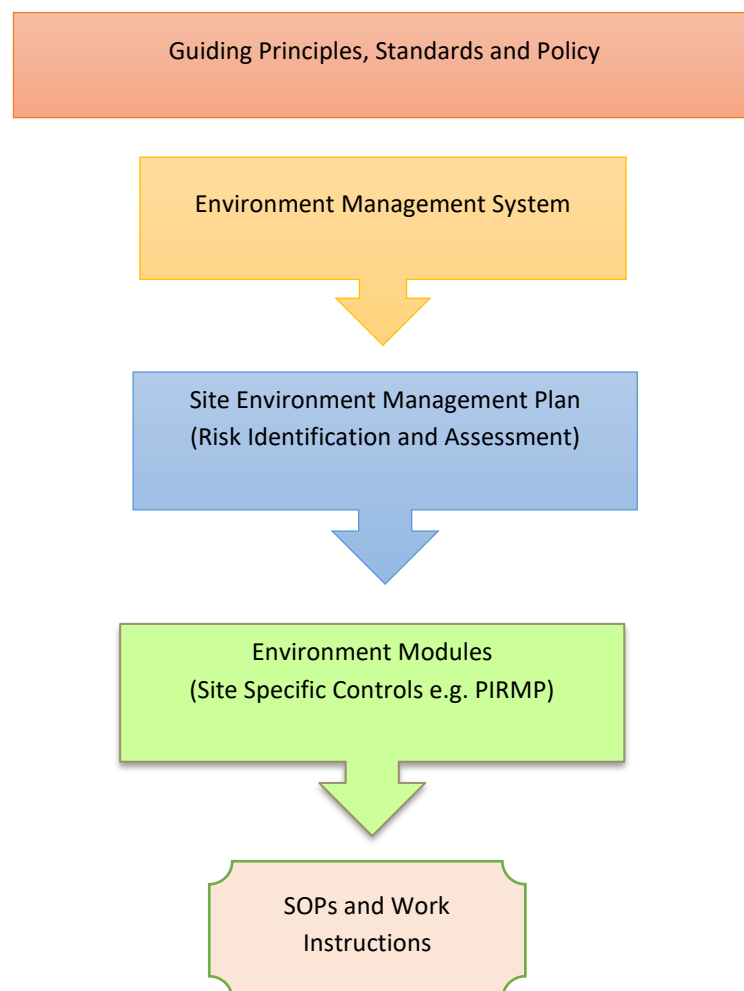 Guiding Principles, Standards and Policy
Environment Management System
Site Environment Management Plan
(Risk Identification and Assessment)
Environment Modules
(Site Specific Controls e.g. PIRMP)
SOPs and Work
Instructions